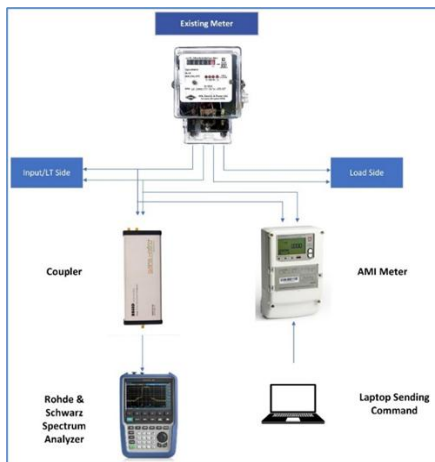 Existing Meter
Input/LT Side
Load Side
Coupler
AMI Meter
Rohde &
Schwarz
Spectrum
Analyzer
Laptop Sending
Command